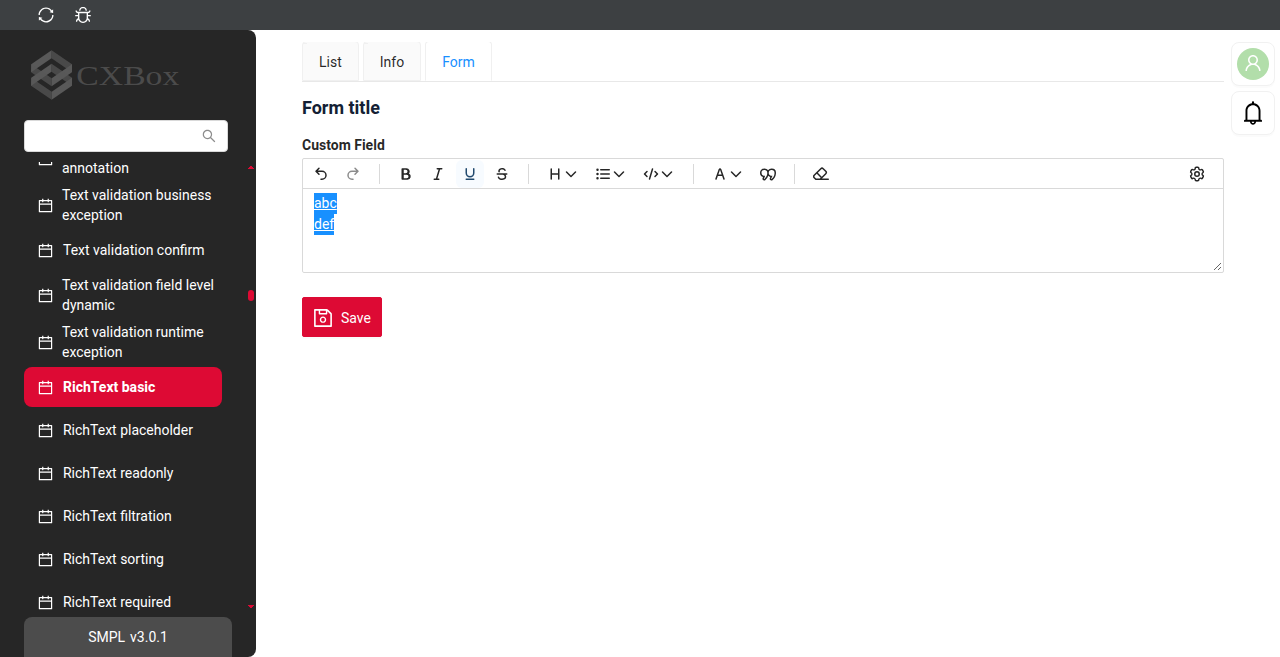 CXBox
annotation
Text validation business
exception
Text validation confirm
Text validation field level
dynamic
Text validation runtime
exception
RichText basic
RichText placeholder
RichText readonly
RichText filtration
RichText sorting
RichText required
SMPL v3.0.1
List Info Form
Form title
Custom Field
B I U S H A
abc
def
Save